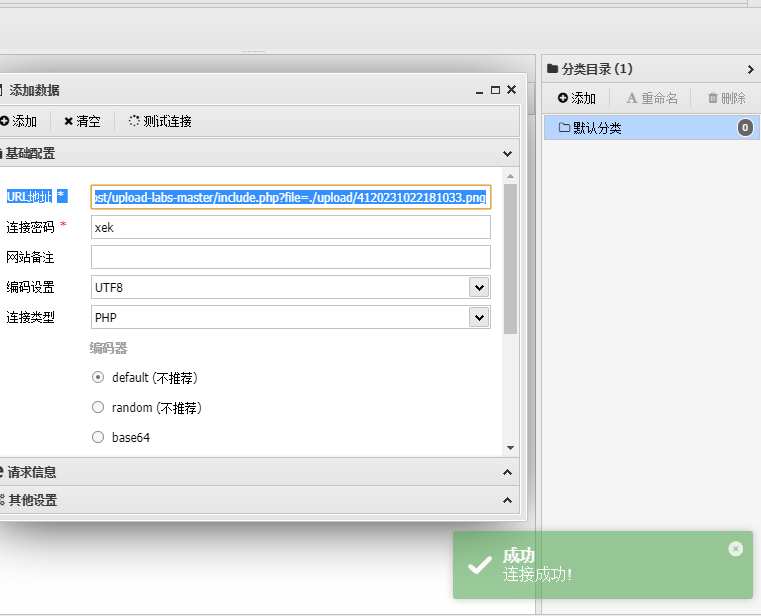 添加数据
添加 清空 测试连接
基础配置
URL地址 * ost/upload-labs-master/include.php?file=./upload/4120231022181033.png
连接密码 * xek
网站备注
编码设置 UTF8
连接类型 PHP
编码器
default (不推荐)
random (不推荐)
base64
请求信息
其他设置
分类目录 (1)
添加 重命名 删除
默认分类 0
成功
连接成功!